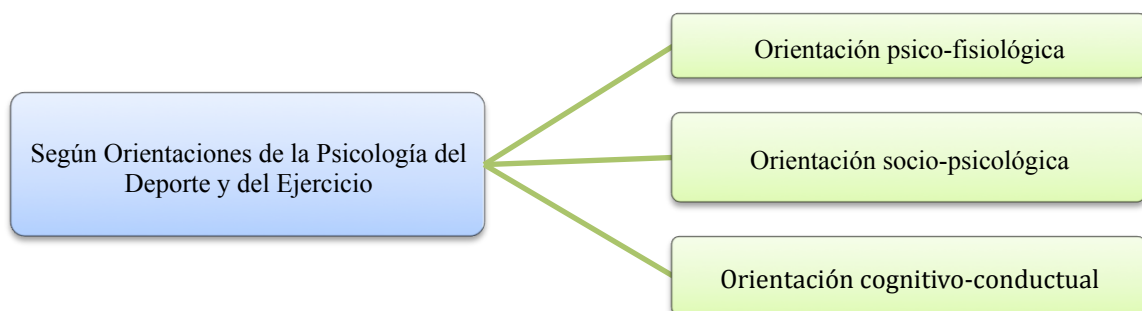 Orientación psico-fisiológica
Según Orientaciones de la Psicología del
Deporte y del Ejercicio
Orientación socio-psicológica
Orientación cognitivo-conductual